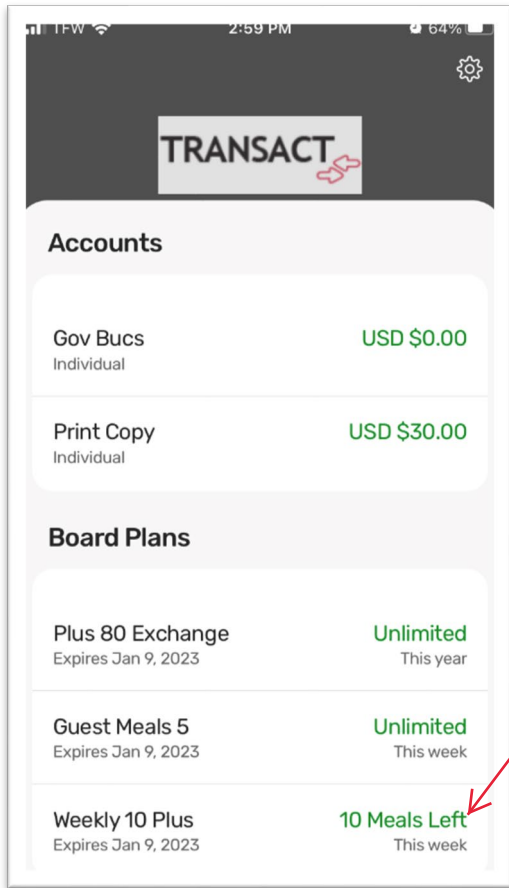 TFW 2:59 PM 64%
TRANSACT
Accounts
Gov Bucs USD $0.00
Individual
Print Copy USD $30.00
Individual
Board Plans
Plus 80 Exchange Unlimited
Expires Jan 9, 2023 This year
Guest Meals 5 Unlimited
Expires Jan 9, 2023 This week
Weekly 10 Plus 10 Meals Left
Expires Jan 9, 2023 This week